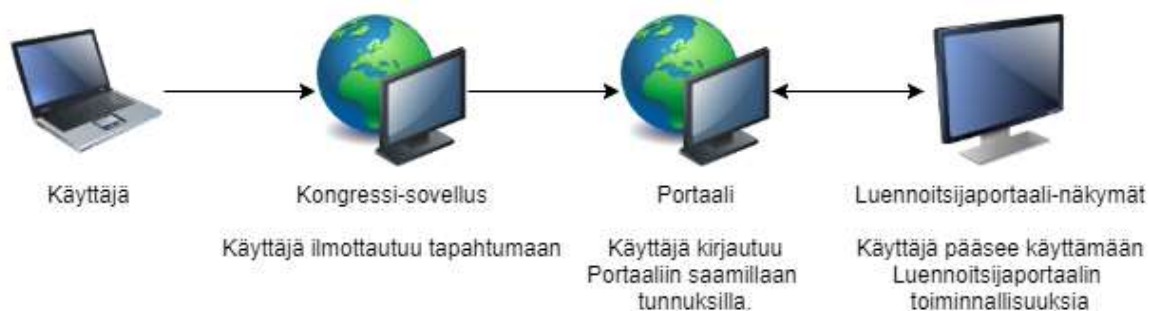 Käyttäjä
Kongressi-sovellus
Portaali
Luennoitsijaportaali-näkymät
Käyttäjä ilmottautuu tapahtumaan
Käyttäjä kirjautuu
Portaaliin saamillaan
tunnuksilla.
Käyttäjä pääsee käyttämään
Luennoitsijaportaalin
toiminnallisuuksia